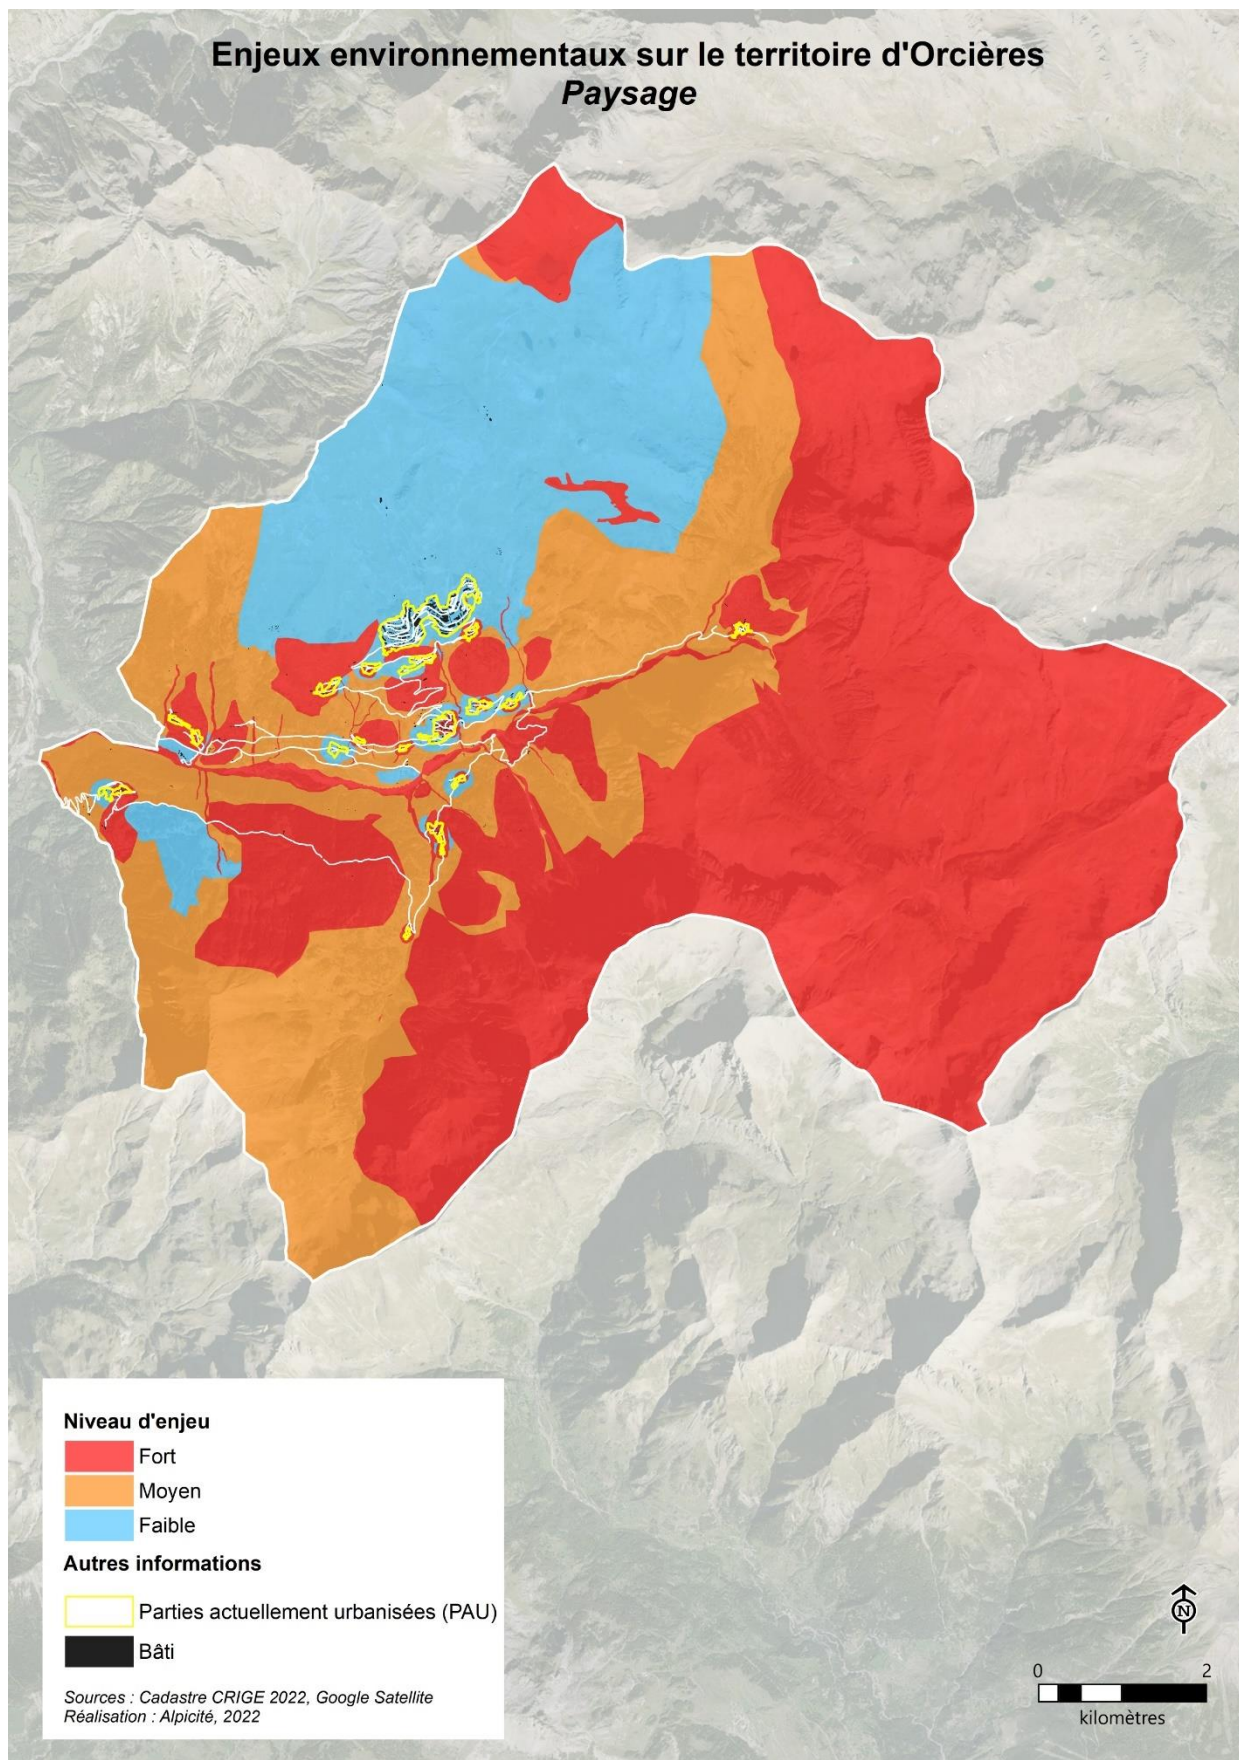 Enjeux environnementaux sur le territoire d'Orcières
Paysage
Niveau d'enjeu
Fort
Moyen
Faible
Autres informations
Parties actuellement urbanisées (PAU)
Bâti
Sources : Cadastre CRIGE 2022, Google Satellite
Réalisation : Alpicité, 2022
N
0 2
kilomètres